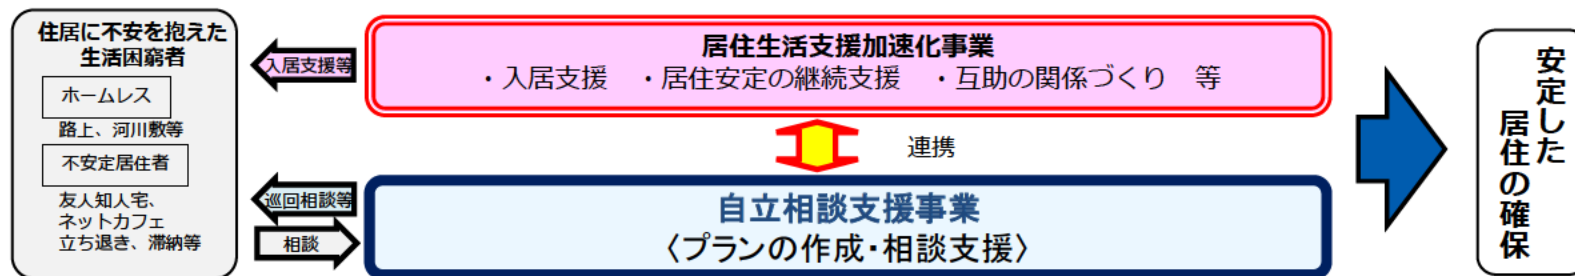 住居に不安を抱えた
生活困窮者
ホームレス
路上、河川敷等
不安定居住者
友人知人宅、
ネットカフェ
立ち退き、滞納等
入居支援等
巡回相談等
相談
居住生活支援加速化事業
・入居支援　・居住安定の継続支援　・互助の関係づくり　等
連携
自立相談支援事業
〈プランの作成・相談支援〉
安定した
居住の確保